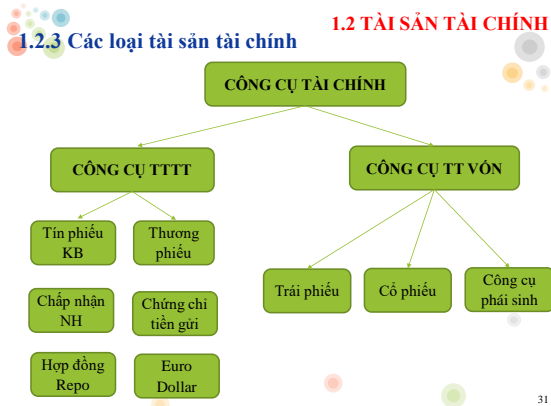 1.2 TÀI SẢN TÀI CHÍNH
1.2.3 Các loại tài sản tài chính
CÔNG CỤ TÀI CHÍNH
CÔNG CỤ TTTT
CÔNG CỤ TT VỐN
Tín phiếu
KB
Thương
phiếu
Chấp nhận
NH
Chứng chỉ
tiền gửi
Hợp đồng
Repo
Euro
Dollar
Trái phiếu
Cổ phiếu
Công cụ
phái sinh
31